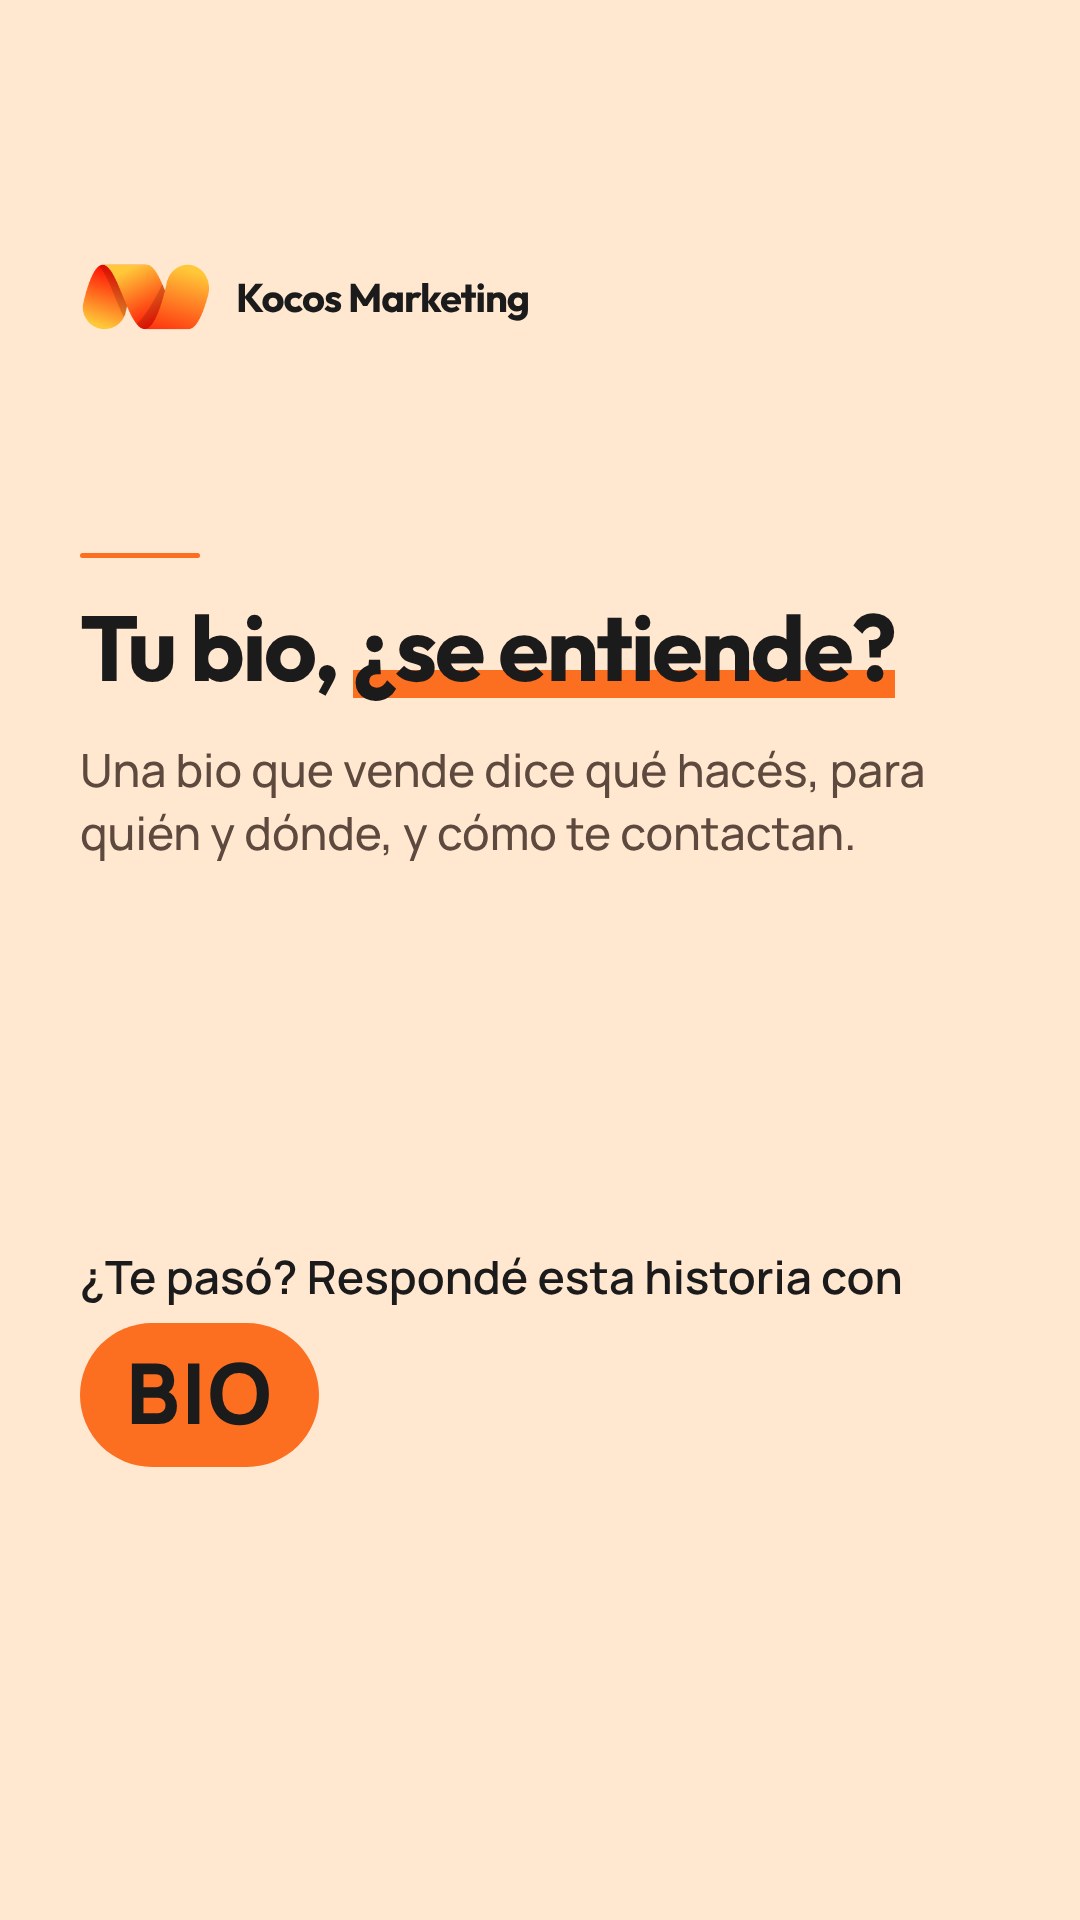 Kocos Marketing
Tu bio, ¿se entiende?
Una bio que vende dice qué hacés, para
quién y dónde, y cómo te contactan.
¿Te pasó? Respondé esta historia con
BIO